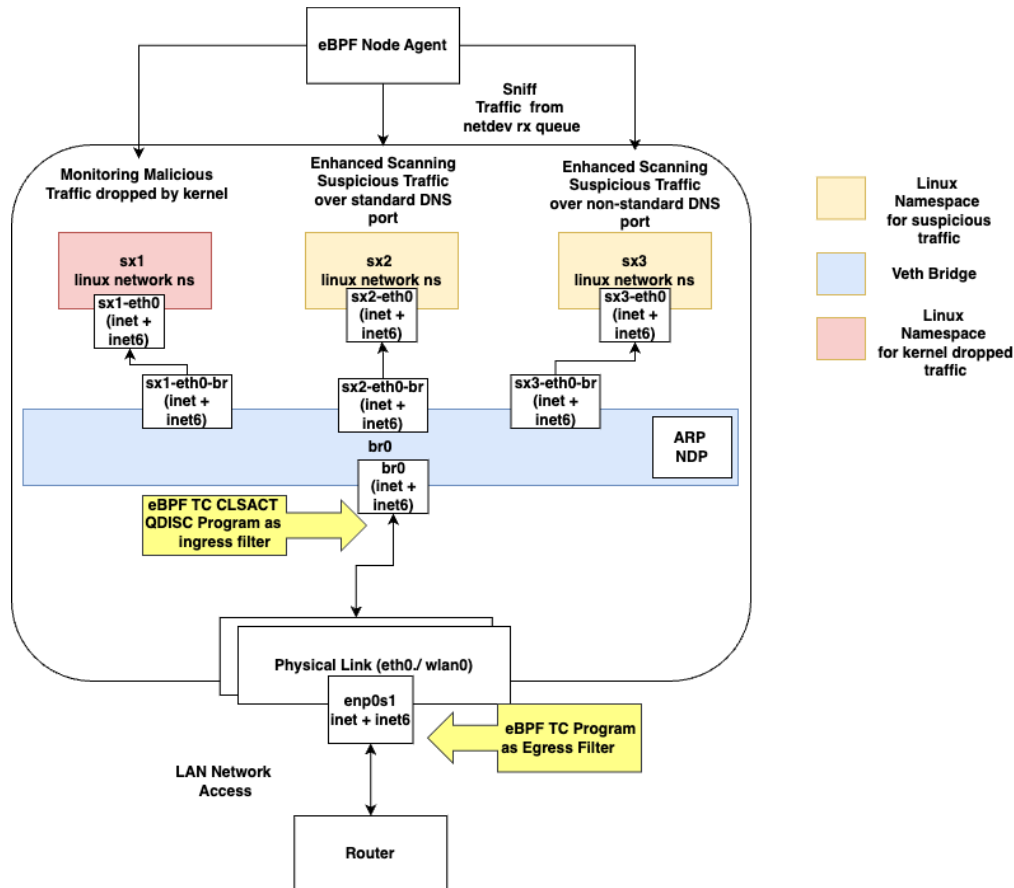 eBPF Node Agent
Sniff
Traffic from
netdev rx queue
Monitoring Malicious
Traffic dropped by kernel
Enhanced Scanning
Suspicious Traffic
over standard DNS
port
Enhanced Scanning
Suspicious Traffic
over non-standard DNS
port
sx1
linux network ns
sx1-eth0
(inet +
inet6)
sx2
linux network ns
sx2-eth0
(inet +
inet6)
sx3
linux network ns
sx3-eth0
(inet +
inet6)
sx1-eth0-br
(inet +
inet6)
sx2-eth0-br
(inet +
inet6)
sx3-eth0-br
(inet +
inet6)
br0
ARP
NDP
br0
(inet +
inet6)
eBPF TC CLSACT
QDISC Program as
ingress filter
Physical Link (eth0./ wlan0)
enp0s1
inet + inet6
eBPF TC Program
as Egress Filter
LAN Network
Access
Router
Linux
Namespace
for suspicious
traffic
Veth Bridge
Linux
Namespace
for kernel dropped
traffic